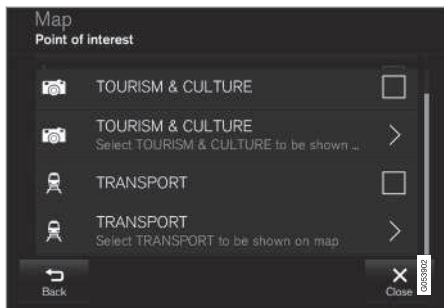 Map
Point of interest
TOURISM & CULTURE
TOURISM & CULTURE
Select TOURISM & CULTURE to be shown ...
TRANSPORT
TRANSPORT
Select TRANSPORT to be shown on map
Back
Close
G053902